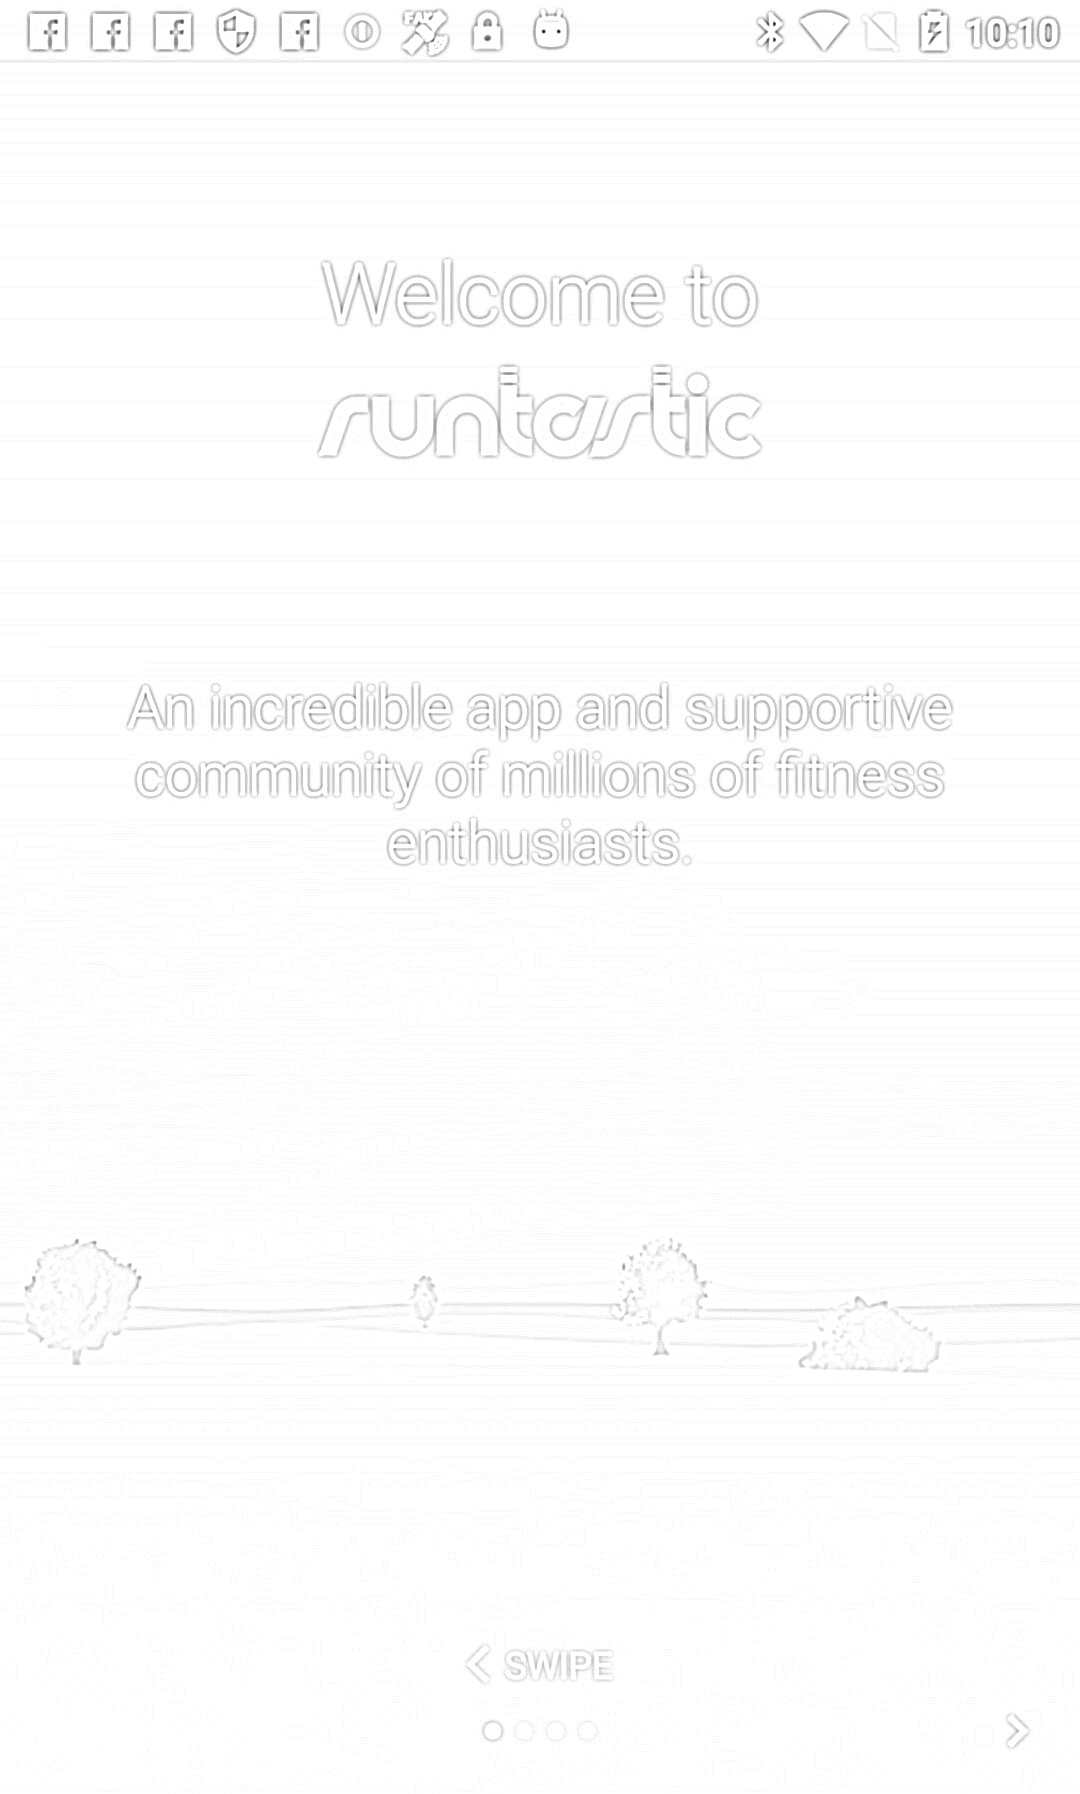 10:10
Welcome to
runtastic
An incredible app and supportive
community of millions of fitness
enthusiasts.
SWIPE